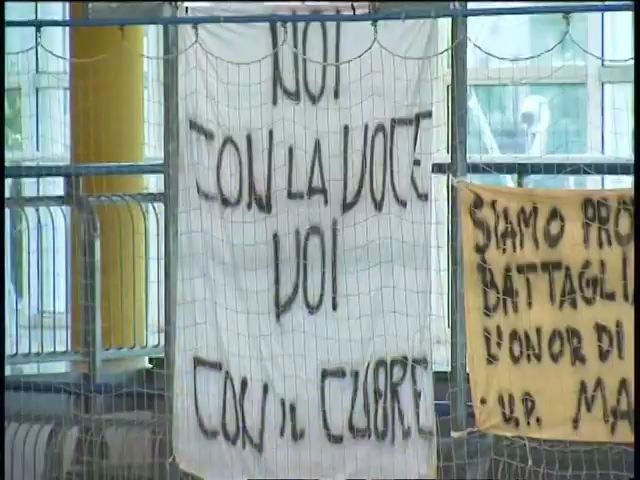 NOI
CON LA VOCE
VOI
CON IL CUORE
SIAMO PRO
BATTAGLI
L'ONOR DI
U.P. MA